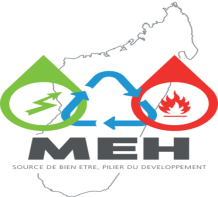 MEH
SOURCE DE BIEN ETRE, PILIER DU DEVELOPPEMENT